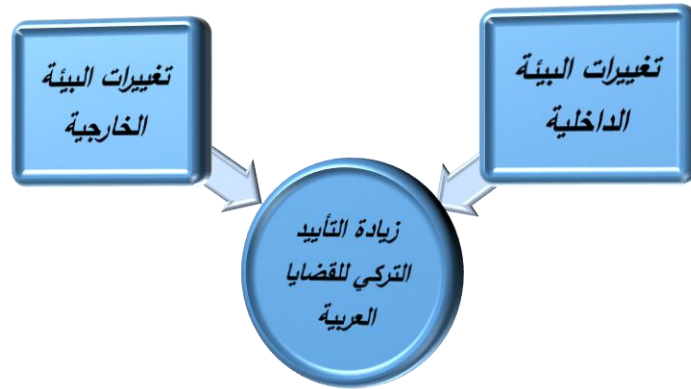 تغييرات البيئة
الداخلية
تغييرات البيئة
الخارجية
زيادة التأييد
التركي للقضايا
العربية